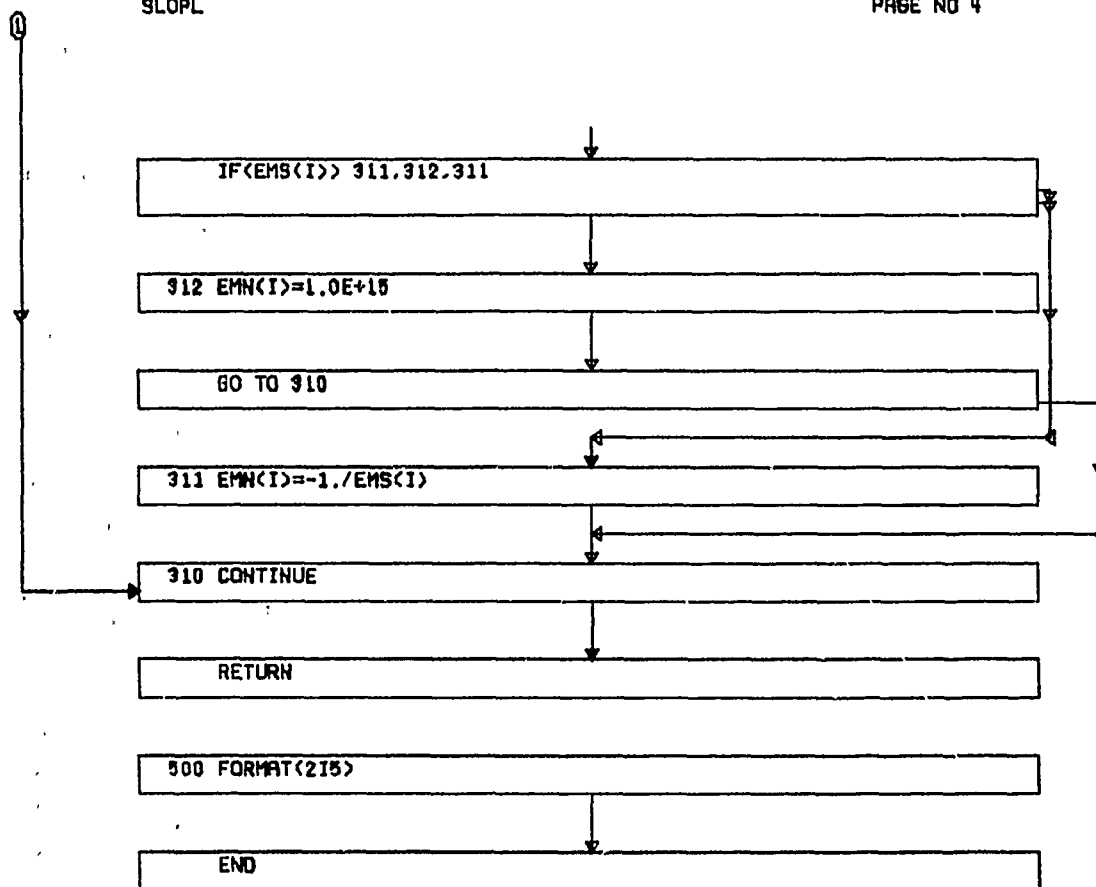 SLOPL
PAGE NO 4
1
IF(EMS(I)) 311,312,311
312 EMN(I)=1.0E+15
GO TO 310
311 EMN(I)=-1./EMS(I)
310 CONTINUE
RETURN
500 FORMAT(2I5)
END